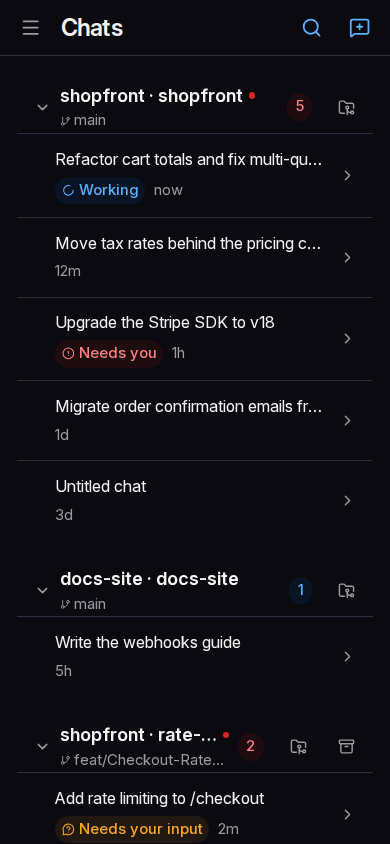 Chats
shopfront · shopfront
5
main
Refactor cart totals and fix multi-qu…
Working now
Move tax rates behind the pricing c…
12m
Upgrade the Stripe SDK to v18
Needs you 1h
Migrate order confirmation emails fr…
1d
Untitled chat
3d
docs-site · docs-site
1
main
Write the webhooks guide
5h
shopfront · rate-…
2
feat/Checkout-Rate…
Add rate limiting to /checkout
Needs your input 2m